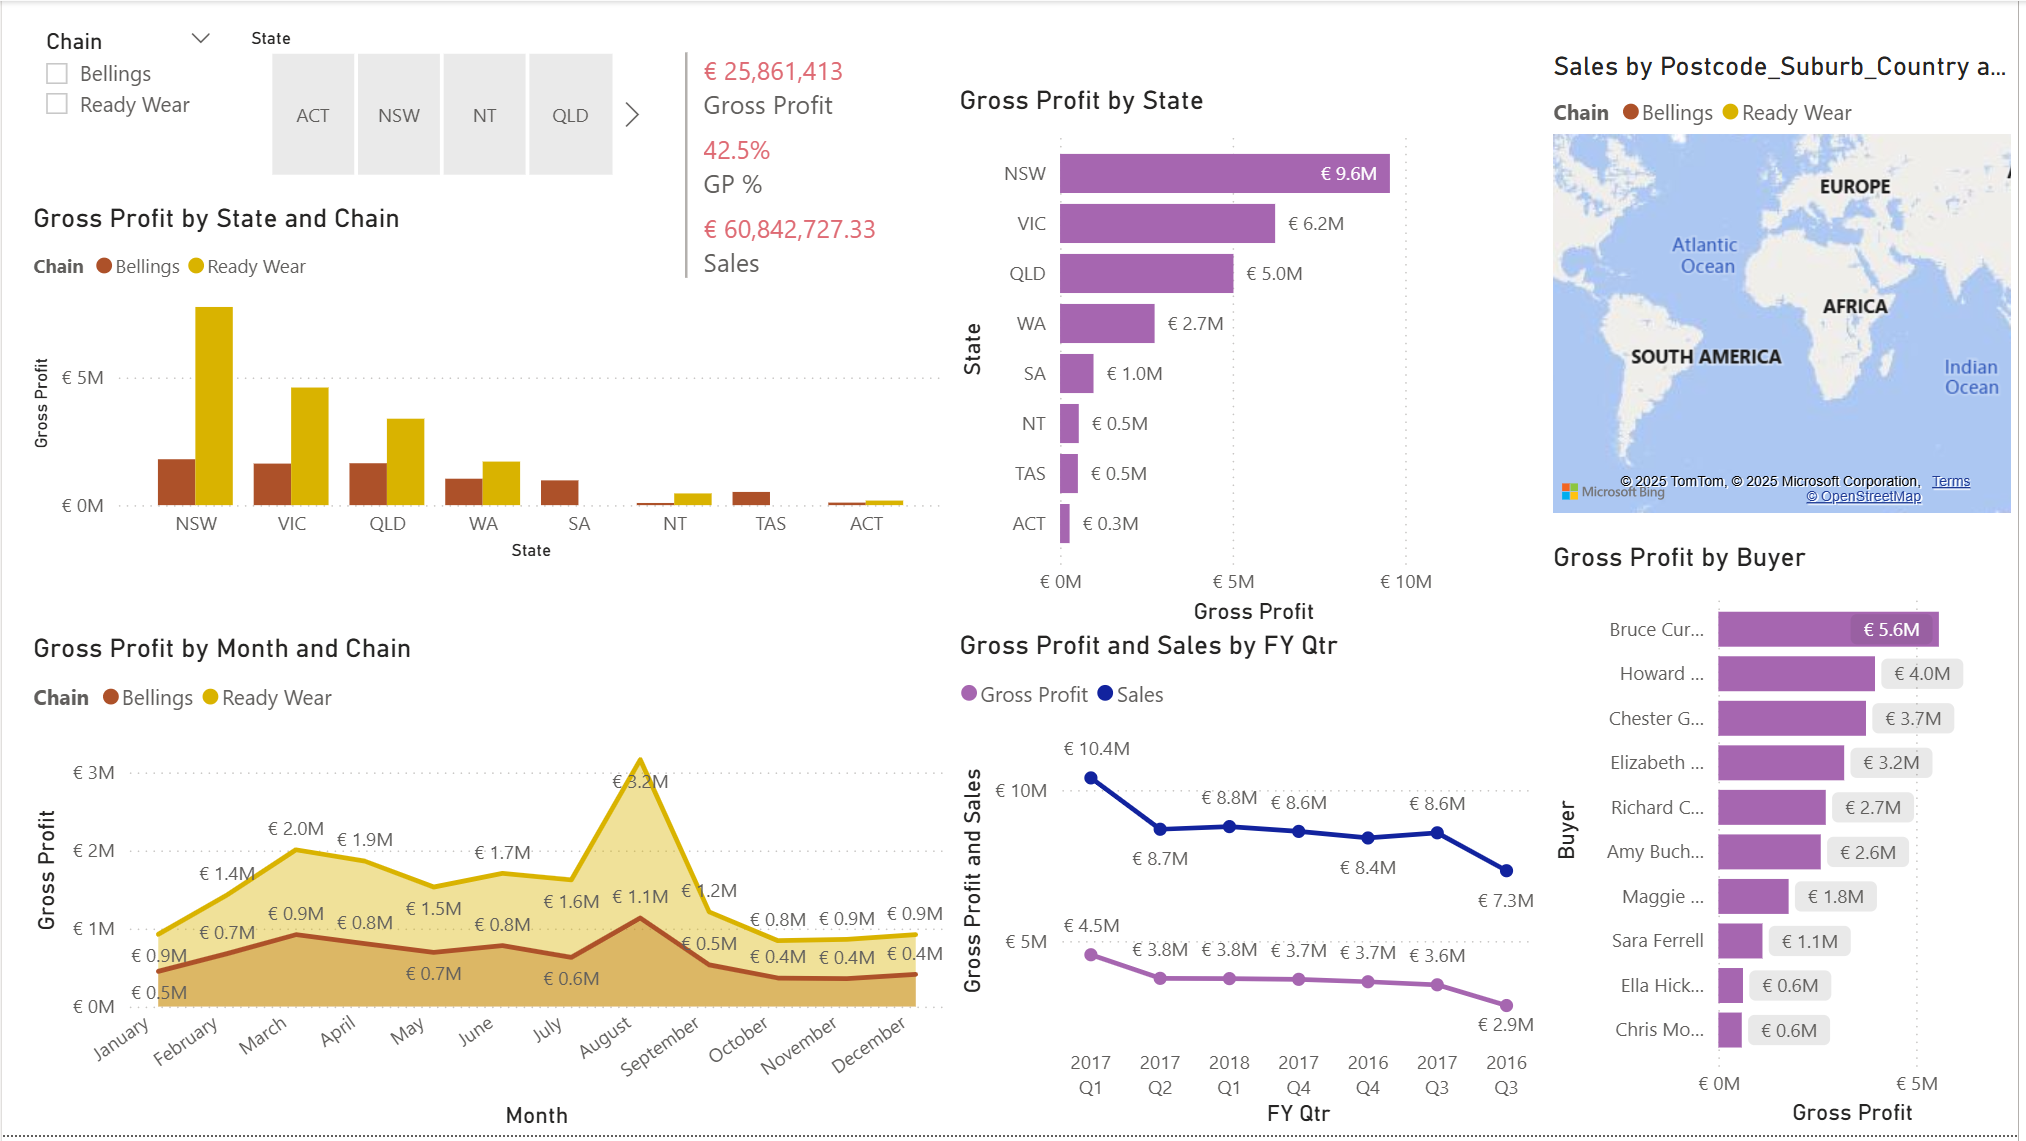 Chain
Bellings
Ready Wear
State
ACT
NSW
NT
QLD
€ 25,861,413
Gross Profit
42.5%
GP %
€ 60,842,727.33
Sales
Gross Profit by State and Chain
Chain Bellings Ready Wear
Gross Profit
€ 5M
€ 0M
NSW VIC QLD WA SA NT TAS ACT
State
Gross Profit by State
State
NSW € 9.6M
VIC € 6.2M
QLD € 5.0M
WA € 2.7M
SA € 1.0M
NT € 0.5M
TAS € 0.5M
ACT € 0.3M
€ 0M € 5M € 10M
Gross Profit
Sales by Postcode_Suburb_Country a...
Chain Bellings Ready Wear
EUROPE
Atlantic
Ocean
AFRICA
SOUTH AMERICA
Indian
Ocean
© 2025 TomTom, © 2025 Microsoft Corporation, Terms
Microsoft Bing
© OpenStreetMap
Gross Profit by Month and Chain
Chain Bellings Ready Wear
Gross Profit
€ 3M
€ 2M
€ 1M
€ 0M
€ 0.9M € 1.4M € 2.0M € 1.9M € 1.5M € 1.7M € 1.6M € 3.2M € 1.2M € 0.8M € 0.9M € 0.9M
€ 0.5M € 0.7M € 0.9M € 0.8M € 0.7M € 0.8M € 0.6M € 1.1M € 0.5M € 0.4M € 0.4M € 0.4M
January February March April May June July August September October November December
Month
Gross Profit and Sales by FY Qtr
Gross Profit Sales
Gross Profit and Sales
€ 10M
€ 5M
€ 10.4M € 8.7M € 8.8M € 8.6M € 8.4M € 8.6M € 7.3M
€ 4.5M € 3.8M € 3.8M € 3.7M € 3.7M € 3.6M € 2.9M
2017 2017 2018 2017 2016 2017 2016
Q1 Q2 Q1 Q4 Q4 Q3 Q3
FY Qtr
Gross Profit by Buyer
Buyer
Bruce Cur... € 5.6M
Howard ... € 4.0M
Chester G... € 3.7M
Elizabeth ... € 3.2M
Richard C... € 2.7M
Amy Buch... € 2.6M
Maggie ... € 1.8M
Sara Ferrell € 1.1M
Ella Hick... € 0.6M
Chris Mo... € 0.6M
€ 0M € 5M
Gross Profit